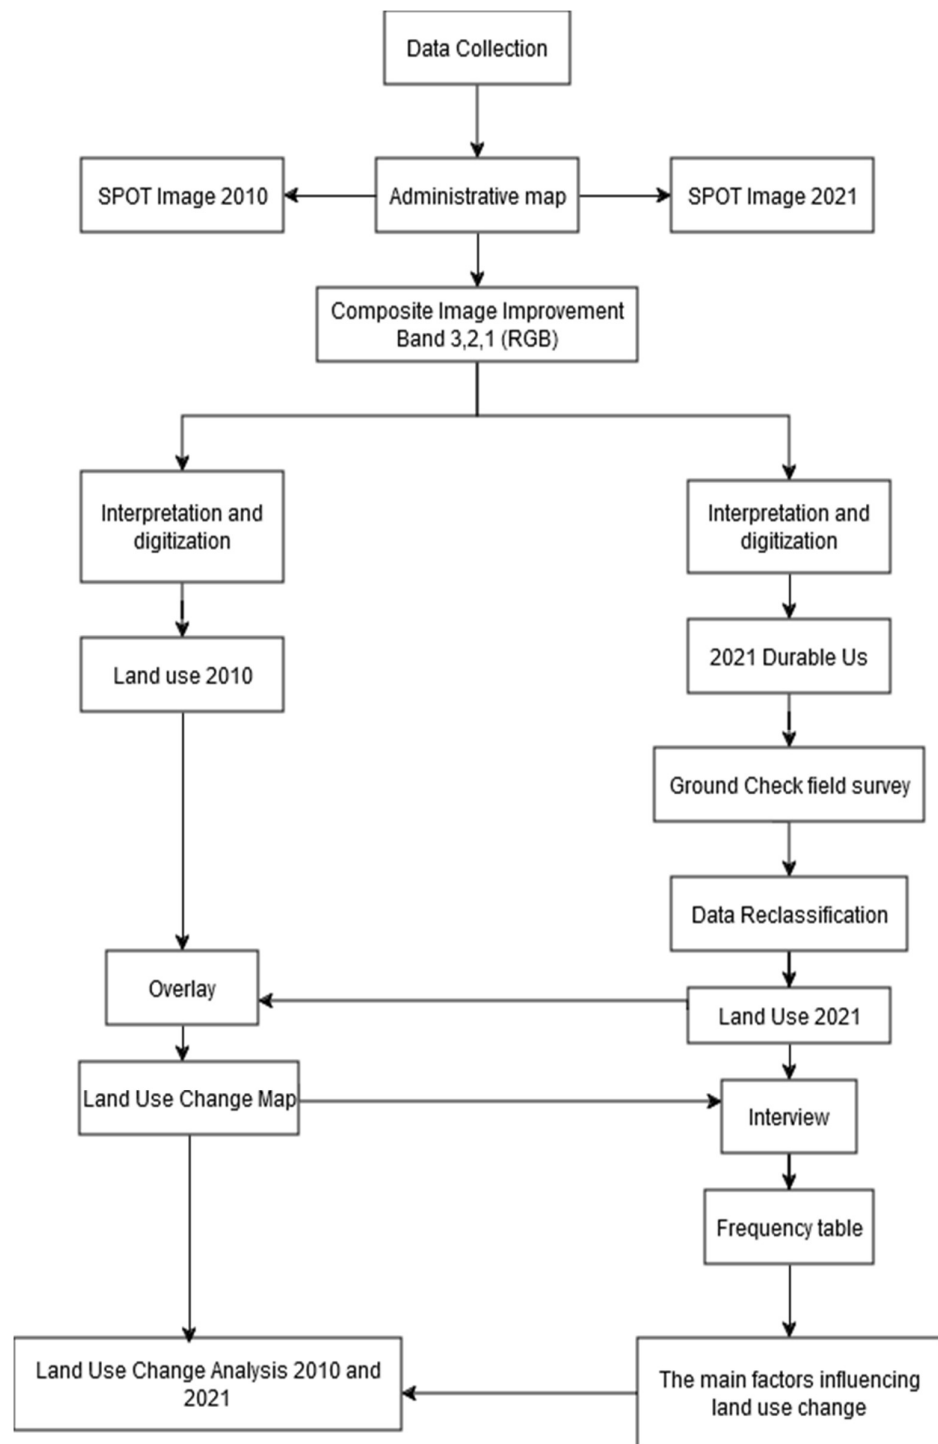 Data Collection
SPOT Image 2010
Administrative map
SPOT Image 2021
Composite Image Improvement
Band 3,2,1 (RGB)
Interpretation and
digitization
Interpretation and
digitization
Land use 2010
2021 Durable Us
Ground Check field survey
Data Reclassification
Overlay
Land Use 2021
Land Use Change Map
Interview
Frequency table
Land Use Change Analysis 2010 and
2021
The main factors influencing
land use change